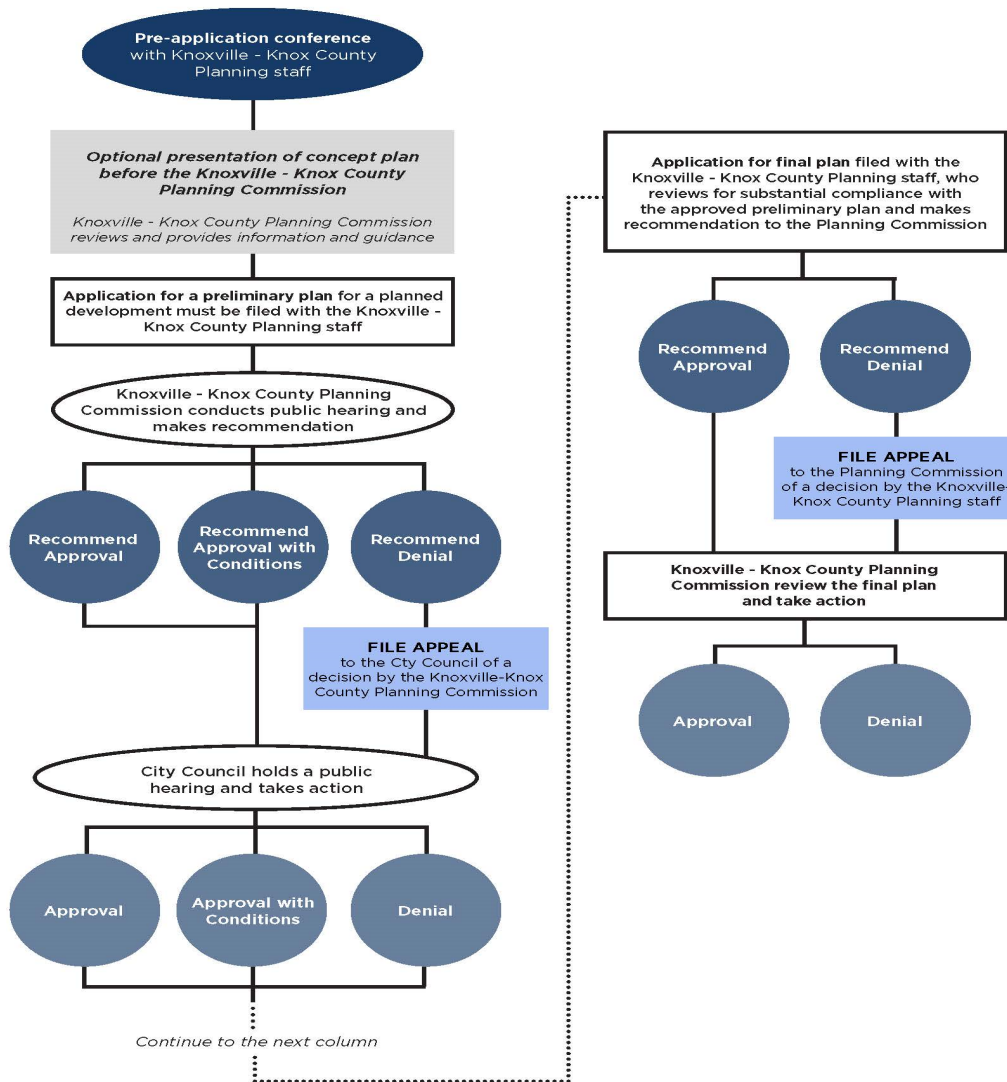 Pre-application conference
with Knoxville - Knox County
Planning staff
Optional presentation of concept plan
before the Knoxville - Knox County
Planning Commission
Knoxville - Knox County Planning Commission
reviews and provides information and guidance
Application for a preliminary plan for a planned
development must be filed with the Knoxville -
Knox County Planning staff
Knoxville - Knox County Planning
Commission conducts public hearing and
makes recommendation
Recommend
Approval
Recommend
Approval with
Conditions
Recommend
Denial
FILE APPEAL
to the Cty Council of a
decision by the Knoxville-Knox
County Planning Commission
City Council holds a public
hearing and takes action
Approval
Approval with
Conditions
Denial
Continue to the next column
Application for final plan filed with the
Knoxville - Knox County Planning staff, who
reviews for substantial compliance with
the approved preliminary plan and makes
recommendation to the Planning Commission
Recommend
Approval
Recommend
Denial
FILE APPEAL
to the Planning Commission
of a decision by the Knoxville-
Knox County Planning staff
Knoxville - Knox County Planning
Commission review the final plan
and take action
Approval
Denial